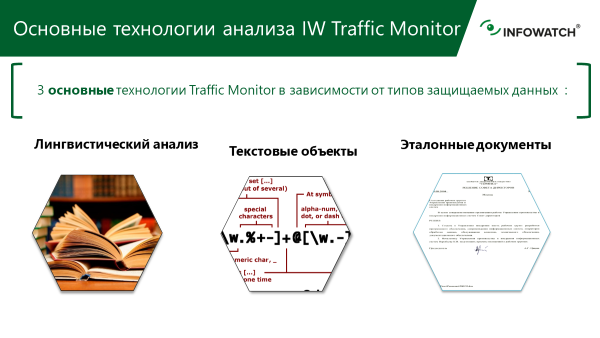 Основные технологии анализа IW Traffic Monitor
INFOWATCH®
3 основные технологии Traffic Monitor в зависимости от типов защищаемых данных :
Лингвистический анализ
Текстовые объекты
Эталонные документы
set [...]
out of several)
At symb
special
characters
alpha-num,
dot, or dash
\w.%+-]+@[\w.-]
meric char, _
[...]
one time